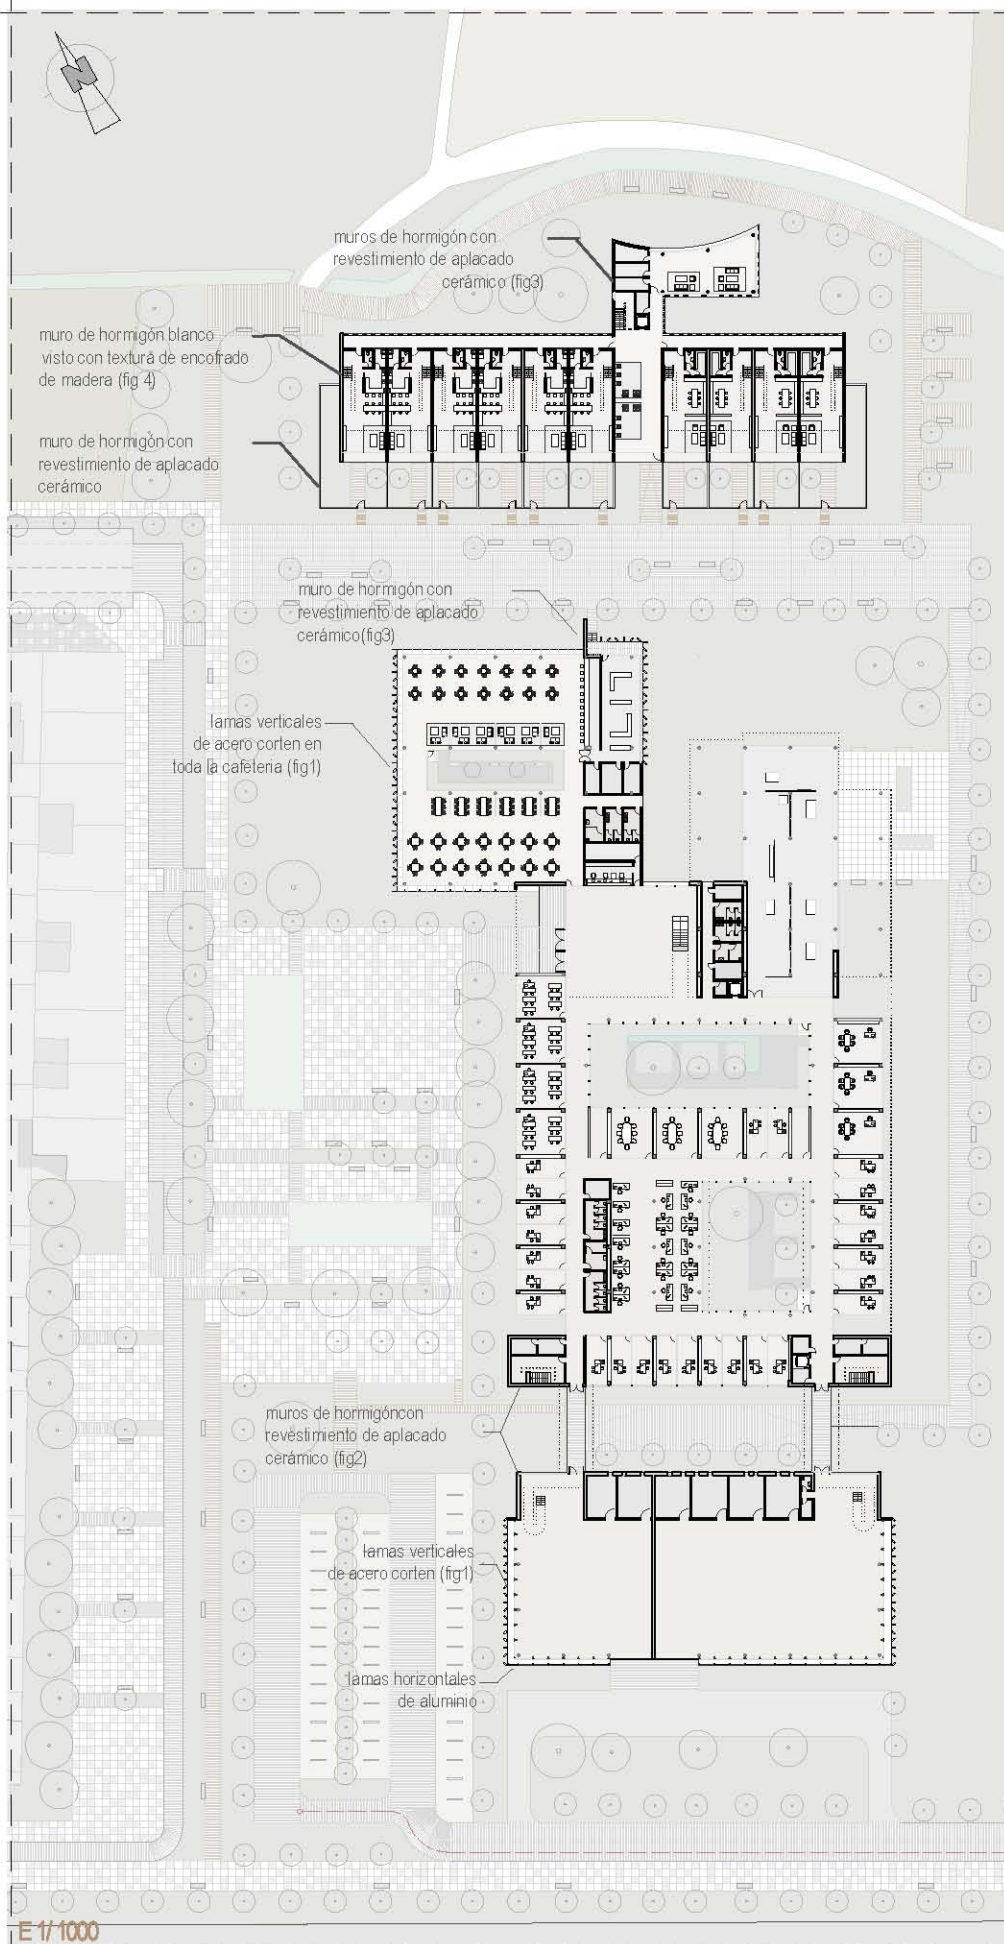 N
muros de hormigón con
revestimiento de aplacado
cerámico (fig3)
muro de hormigón blanco
visto con textura de encofrado
de madera (fig 4)
muro de hormigón con
revestimiento de aplacado
cerámico
muro de hormigón con
revestimiento de aplacado
cerámico(fig3)
lamas verticales
de acero corten en
toda la cafeteria (fig1)
muros de hormigóncon
revestimiento de aplacado
cerámico (fig2)
lamas verticales
de acero corten (fig1)
lamas horizontales
de aluminio
E 1/ 1000